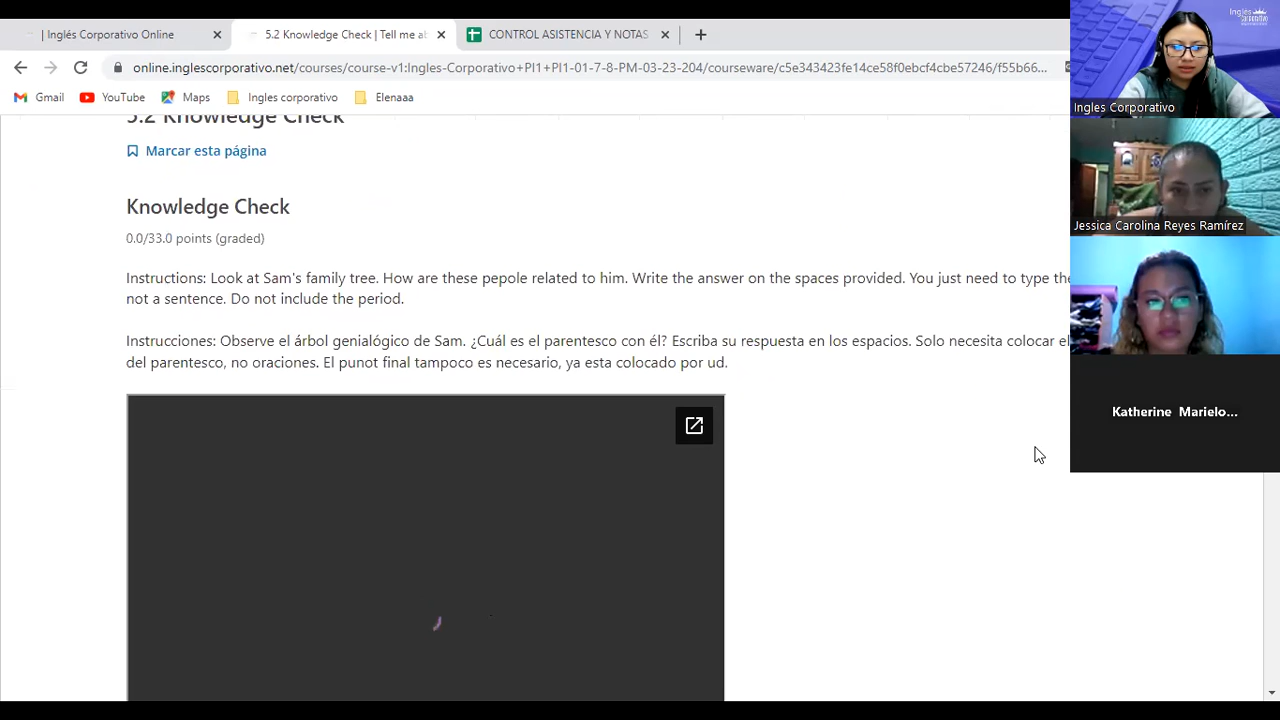 | Inglés Corporativo Online
5.2 Knowledge Check | Tell me ab
CONTROL ASISTENCIA Y NOTAS
online.inglescorporativo.net/courses/course-v1:Ingles-Corporativo+PI1+PI1-01-7-8-PM-03-23-204/courseware/c5e343423fe14ce58f0ebcf4cbe57246/f55b66...
Gmail
YouTube
Maps
Ingles corporativo
Elenaaa
5.2 Knowledge Check
Marcar esta página
Knowledge Check
0.0/33.0 points (graded)
Instructions: Look at Sam's family tree. How are these pepole related to him. Write the answer on the spaces provided. You just need to type the
not a sentence. Do not include the period.
Instrucciones: Observe el árbol genialógico de Sam. ¿Cuál es el parentesco con él? Escriba su respuesta en los espacios. Solo necesita colocar el
del parentesco, no oraciones. El punot final tampoco es necesario, ya esta colocado por ud.
Inglés
Corporativo
Ingles Corporativo
Jessica Carolina Reyes Ramírez
Katherine Marielo...